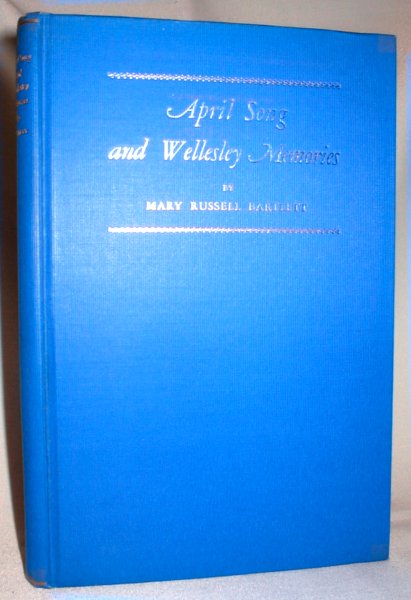 April Song
and Wellesley Memories
BY
MARY RUSSELL BARTLETT